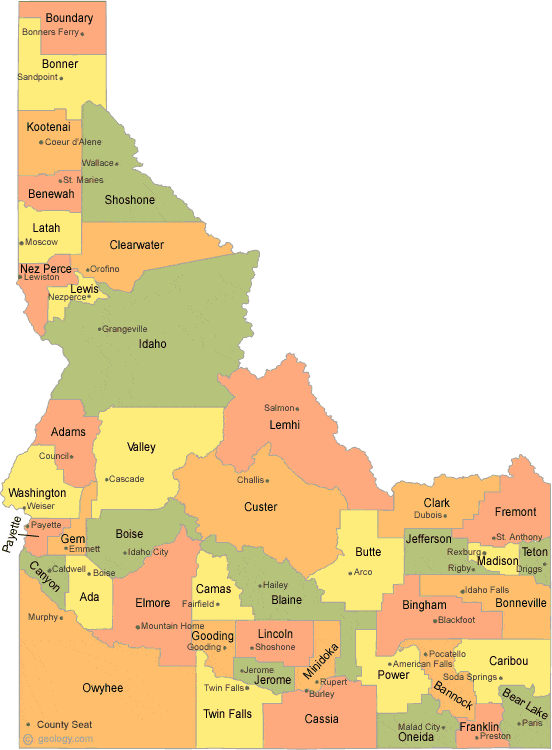 Boundary
Bonners Ferry
Bonner
Sandpoint
Kootenai
Coeur d'Alene
Wallace
St. Maries
Benewah
Shoshone
Latah
Moscow
Clearwater
Nez Perce
Lewiston
Orofino
Lewis
Nezperce
Grangeville
Idaho
Salmon
Lemhi
Adams
Council
Valley
Cascade
Washington
Weiser
Challis
Custer
Clark
Dubois
Fremont
St. Anthony
Payette
Payette
Gem
Emmett
Boise
Idaho City
Butte
Arco
Jefferson
Rexburg
Rigby
Madison
Teton
Driggs
Canyon
Caldwell
Boise
Ada
Elmore
Mountain Home
Camas
Fairfield
Hailey
Blaine
Idaho Falls
Bonneville
Bingham
Blackfoot
Murphy
Gooding
Gooding
Lincoln
Shoshone
Minidoka
Rupert
Burley
Jerome
Jerome
Pocatello
American Falls
Power
Bannock
Caribou
Soda Springs
Owyhee
Twin Falls
Twin Falls
Cassia
Malad City
Oneida
Franklin
Preston
Bear Lake
Paris
County Seat
© geology.com